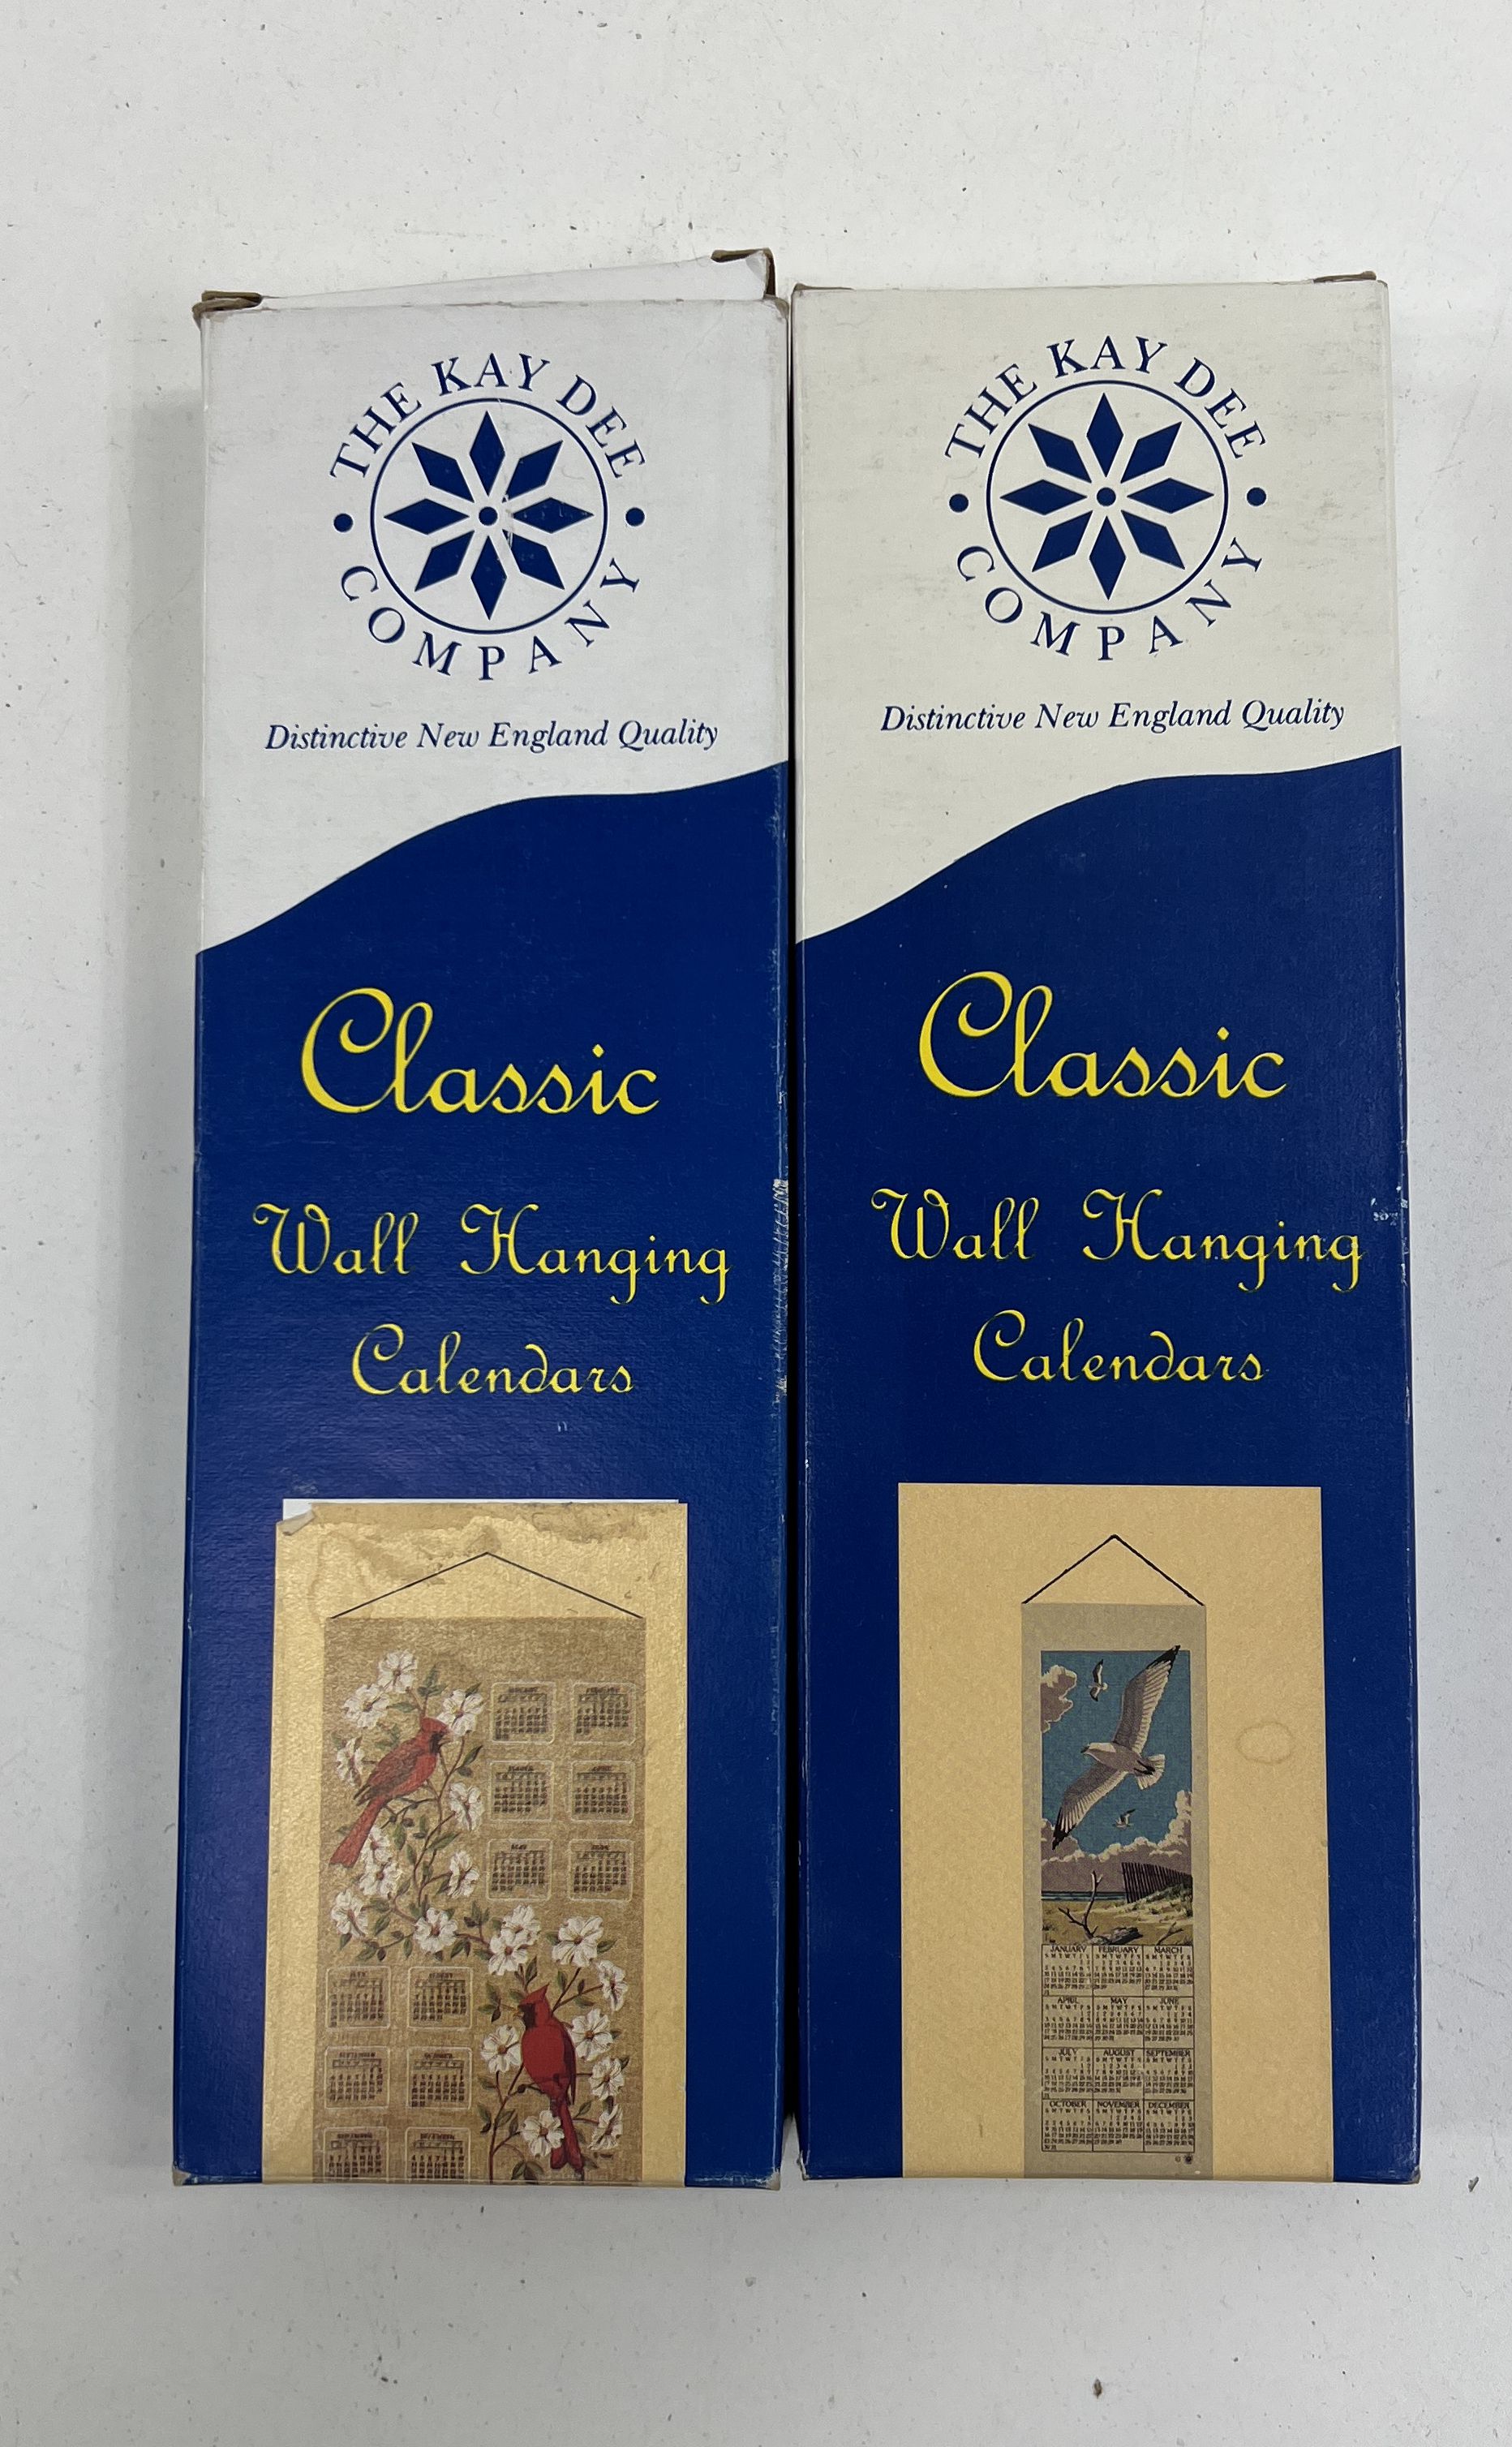 THE KAY DEE
COMPANY
Distinctive New England Quality
Classic
Wall Hanging
Calendars
THE KAY DEE
COMPANY
Distinctive New England Quality
Classic
Wall Hanging
Calendars
JANUARY FEBRUARY MARCH
APRIL MAY JUNE
JULY AUGUST SEPTEMBER
OCTOBER NOVEMBER DECEMBER